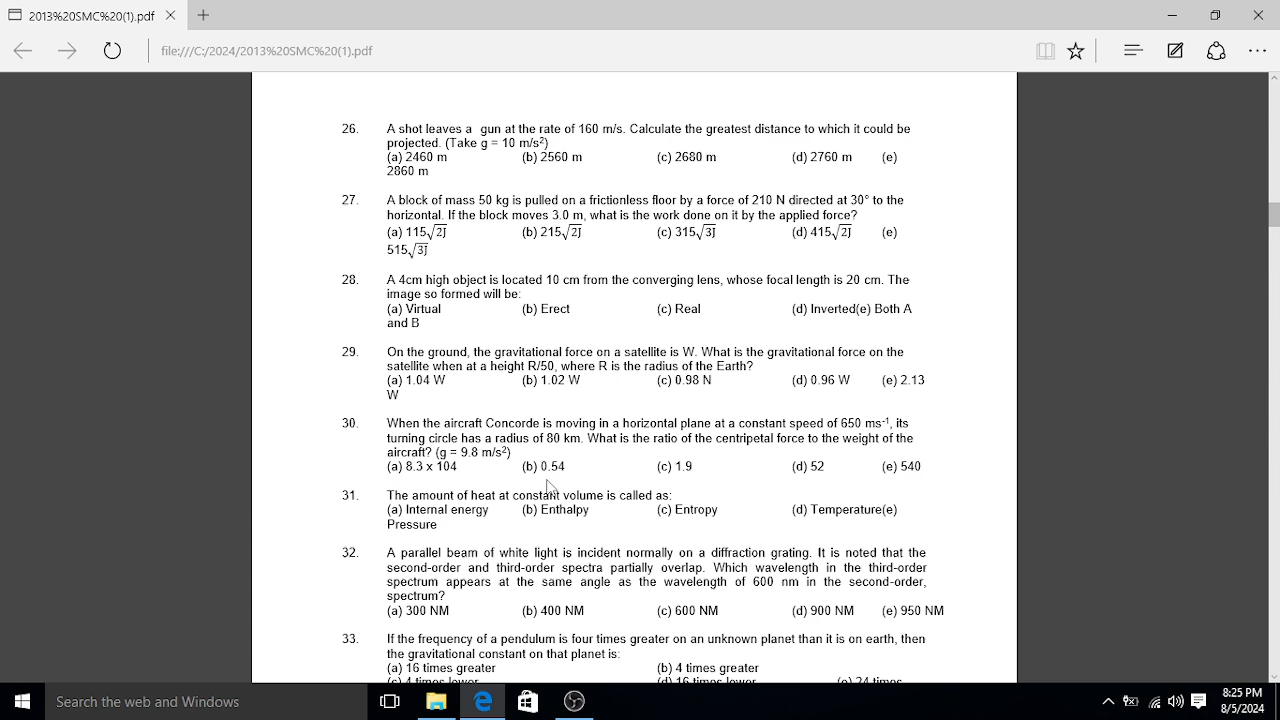 2013%20SMC%20(1).pdf
file:///C:/2024/2013%20SMC%20(1).pdf
26. A shot leaves a gun at the rate of 160 m/s. Calculate the greatest distance to which it could be
projected. (Take g = 10 m/s²)
(a) 2460 m (b) 2560 m (c) 2680 m (d) 2760 m (e)
2860 m
27. A block of mass 50 kg is pulled on a frictionless floor by a force of 210 N directed at 30° to the
horizontal. If the block moves 3.0 m, what is the work done on it by the applied force?
(a) 115√2J (b) 215√2J (c) 315√3J (d) 415√2J (e)
515√3J
28. A 4cm high object is located 10 cm from the converging lens, whose focal length is 20 cm. The
image so formed will be:
(a) Virtual (b) Erect (c) Real (d) Inverted(e) Both A
and B
29. On the ground, the gravitational force on a satellite is W. What is the gravitational force on the
satellite when at a height R/50, where R is the radius of the Earth?
(a) 1.04 W (b) 1.02 W (c) 0.98 N (d) 0.96 W (e) 2.13
W
30. When the aircraft Concorde is moving in a horizontal plane at a constant speed of 650 ms⁻¹, its
turning circle has a radius of 80 km. What is the ratio of the centripetal force to the weight of the
aircraft? (g = 9.8 m/s²)
(a) 8.3 x 104 (b) 0.54 (c) 1.9 (d) 52 (e) 540
31. The amount of heat at constant volume is called as:
(a) Internal energy (b) Enthalpy (c) Entropy (d) Temperature(e)
Pressure
32. A parallel beam of white light is incident normally on a diffraction grating. It is noted that the
second-order and third-order spectra partially overlap. Which wavelength in the third-order
spectrum appears at the same angle as the wavelength of 600 nm in the second-order,
spectrum?
(a) 300 NM (b) 400 NM (c) 600 NM (d) 900 NM (e) 950 NM
33. If the frequency of a pendulum is four times greater on an unknown planet than it is on earth, then
the gravitational constant on that planet is:
(a) 16 times greater (b) 4 times greater
(c) 4 times lower (d) 16 times lower (e) 24 times
Search the web and Windows
8:25 PM
8/5/2024